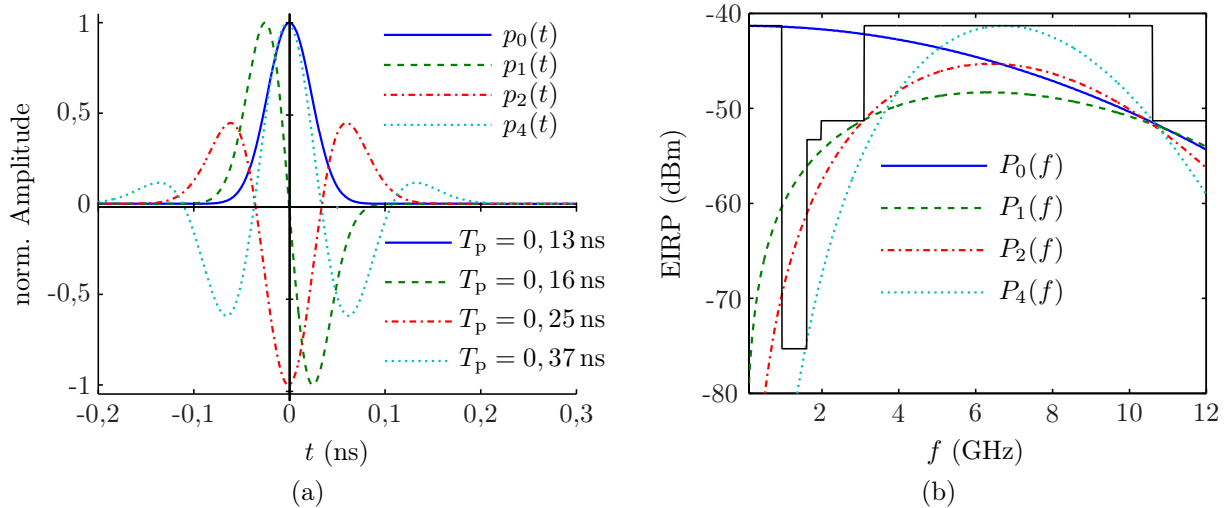 norm. Amplitude
1
0,5
0
-0,5
-1
p₀(t)
p₁(t)
p₂(t)
p₄(t)
Tₚ = 0, 13 ns
Tₚ = 0, 16 ns
Tₚ = 0, 25 ns
Tₚ = 0, 37 ns
-0,2 -0,1 0 0,1 0,2 0,3
t (ns)
(a)
EIRP (dBm)
-40
-50
-60
-70
-80
P₀(f)
P₁(f)
P₂(f)
P₄(f)
2 4 6 8 10 12
f (GHz)
(b)